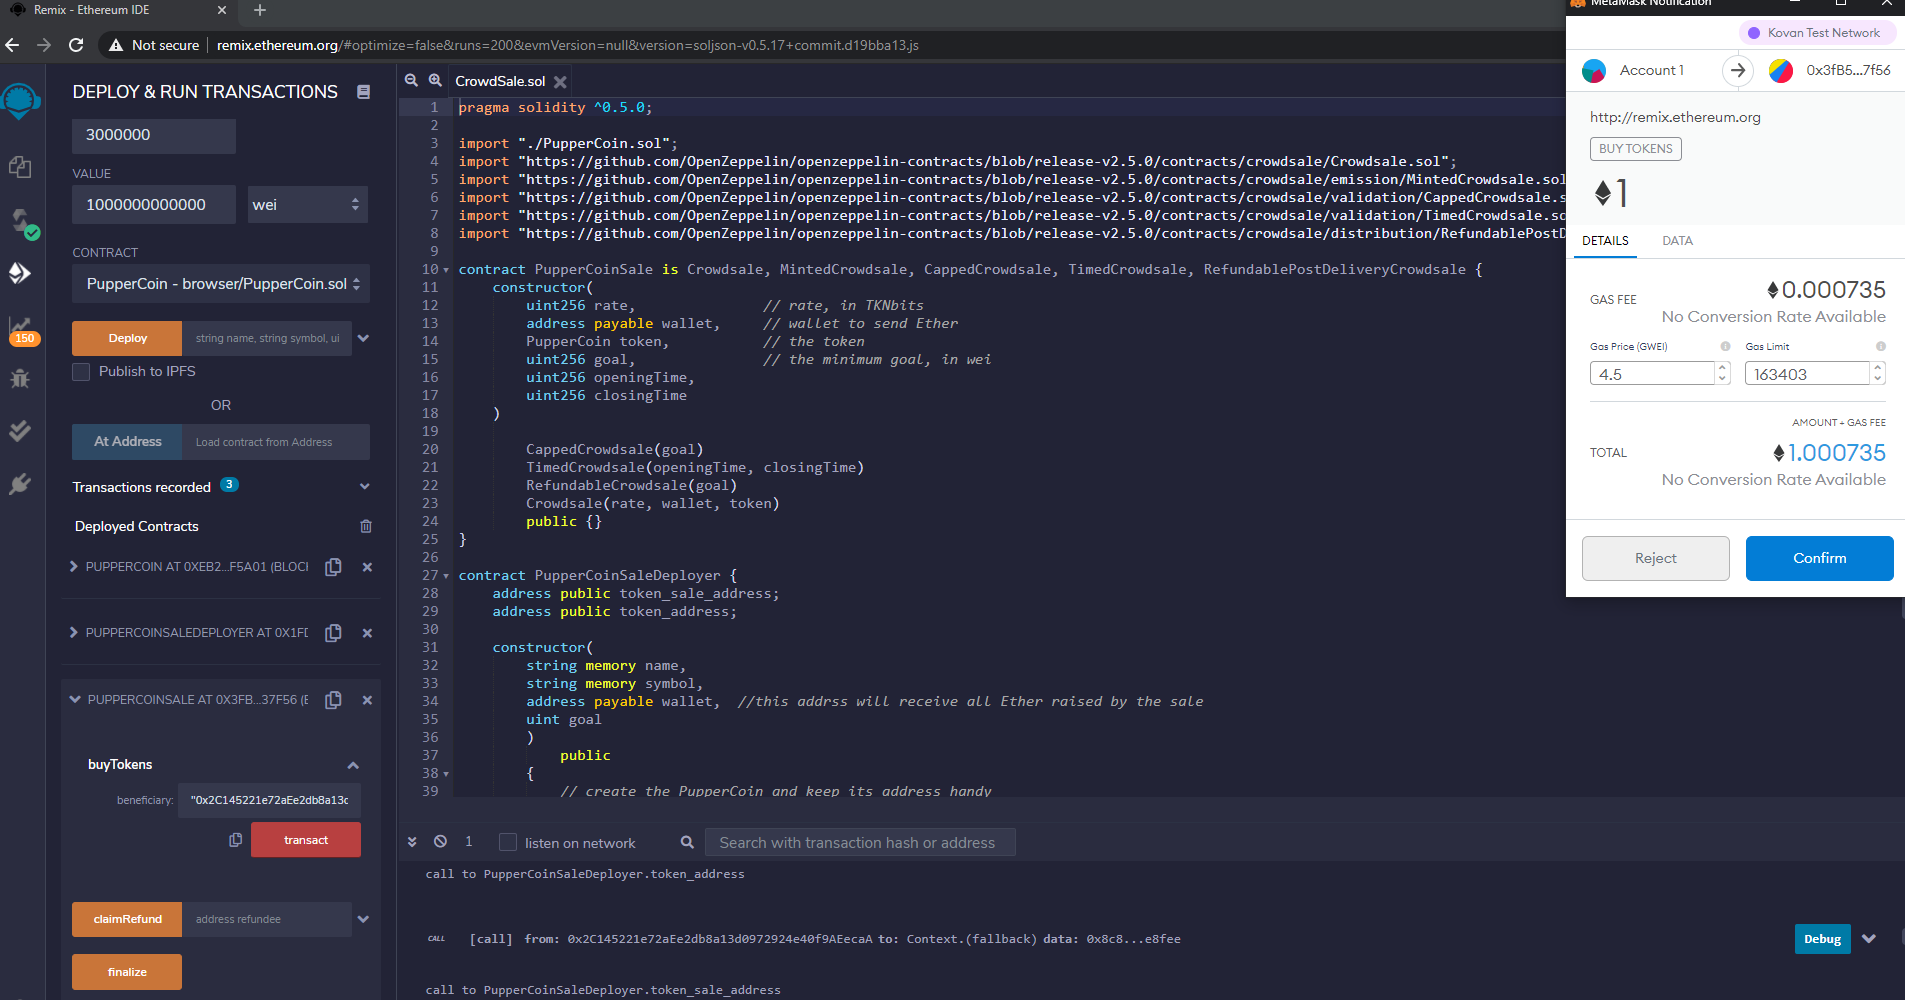 Remix - Ethereum IDE
Not secure | remix.ethereum.org/#optimize=false&runs=200&evmVersion=null&version=soljson-v0.5.17+commit.d19bba13.js
DEPLOY & RUN TRANSACTIONS
3000000
VALUE
1000000000000
wei
CONTRACT
PupperCoin - browser/PupperCoin.sol
Deploy
string name, string symbol, ui
Publish to IPFS
OR
At Address
Load contract from Address
Transactions recorded 3
Deployed Contracts
PUPPERCOIN AT 0XEB2...F5A01 (BLOCI
PUPPERCOINSALEDEPLOYER AT 0X1FD
PUPPERCOINSALE AT 0X3FB...37F56 (E
buyTokens
beneficiary: "0x2C145221e72aEe2db8a13c
transact
claimRefund
address refundee
finalize
150
CrowdSale.sol
1 pragma solidity ^0.5.0;
2
3 import "./PupperCoin.sol";
4 import "https://github.com/OpenZeppelin/openzeppelin-contracts/blob/release-v2.5.0/contracts/crowdsale/Crowdsale.sol";
5 import "https://github.com/OpenZeppelin/openzeppelin-contracts/blob/release-v2.5.0/contracts/crowdsale/emission/MintedCrowdsale.sol
6 import "https://github.com/OpenZeppelin/openzeppelin-contracts/blob/release-v2.5.0/contracts/crowdsale/validation/CappedCrowdsale.s
7 import "https://github.com/OpenZeppelin/openzeppelin-contracts/blob/release-v2.5.0/contracts/crowdsale/validation/TimedCrowdsale.so
8 import "https://github.com/OpenZeppelin/openzeppelin-contracts/blob/release-v2.5.0/contracts/crowdsale/distribution/RefundablePostD
9
10 contract PupperCoinSale is Crowdsale, MintedCrowdsale, CappedCrowdsale, TimedCrowdsale, RefundablePostDeliveryCrowdsale {
11 constructor(
12 uint256 rate, // rate, in TKNbits
13 address payable wallet, // wallet to send Ether
14 PupperCoin token, // the token
15 uint256 goal, // the minimum goal, in wei
16 uint256 openingTime,
17 uint256 closingTime
18 )
19
20 CappedCrowdsale(goal)
21 TimedCrowdsale(openingTime, closingTime)
22 RefundableCrowdsale(goal)
23 Crowdsale(rate, wallet, token)
24 public {}
25 }
26
27 contract PupperCoinSaleDeployer {
28 address public token_sale_address;
29 address public token_address;
30
31 constructor(
32 string memory name,
33 string memory symbol,
34 address payable wallet, //this addrss will receive all Ether raised by the sale
35 uint goal
36 )
37 public
38 {
39 // create the PupperCoin and keep its address handy
1
listen on network
Search with transaction hash or address
call to PupperCoinSaleDeployer.token_address
CALL [call] from: 0x2C145221e72aEe2db8a13d0972924e40f9AEecaA to: Context.(fallback) data: 0x8c8...e8fee
Debug
call to PupperCoinSaleDeployer.token_sale_address
MetaMask Notification
Kovan Test Network
Account 1
0x3fB5...7f56
http://remix.ethereum.org
BUY TOKENS
1
DETAILS
DATA
GAS FEE
0.000735
No Conversion Rate Available
Gas Price (GWEI)
Gas Limit
4.5
163403
AMOUNT + GAS FEE
TOTAL
1.000735
No Conversion Rate Available
Reject
Confirm